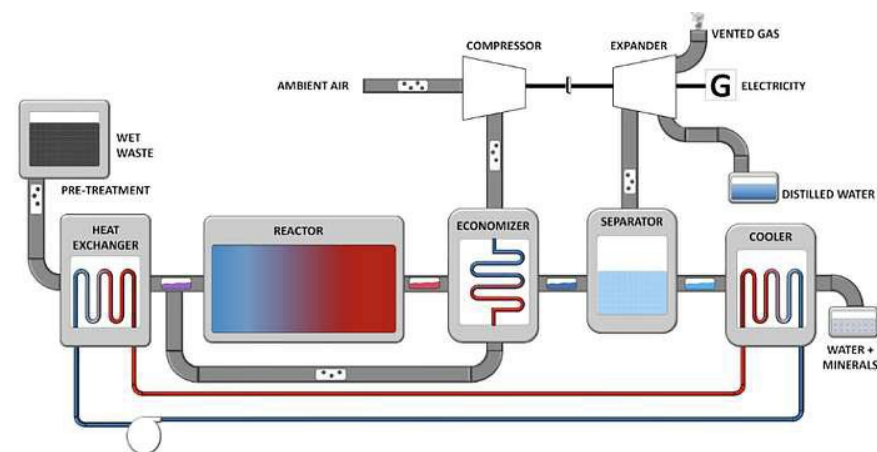 COMPRESSOR
EXPANDER
VENTED GAS
AMBIENT AIR
G
ELECTRICITY
WET
WASTE
PRE-TREATMENT
DISTILLED WATER
HEAT
EXCHANGER
REACTOR
ECONOMIZER
SEPARATOR
COOLER
WATER +
MINERALS